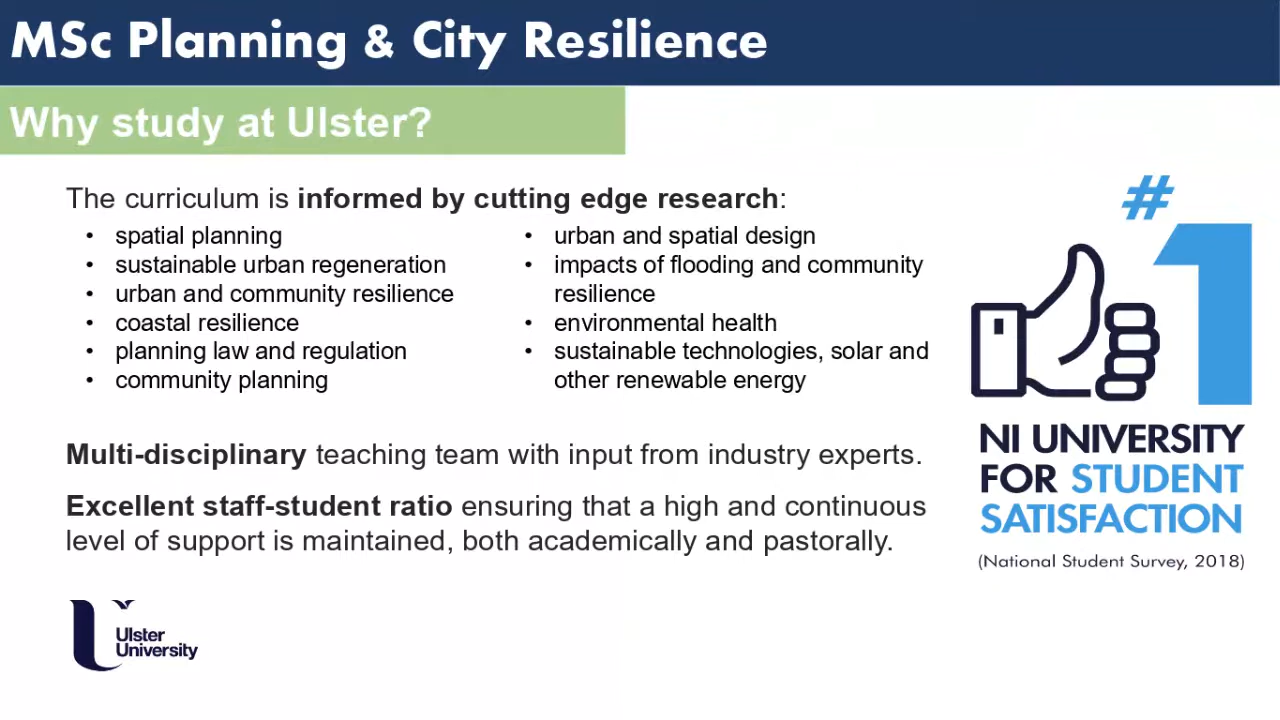 MSc Planning & City Resilience
Why study at Ulster?
The curriculum is informed by cutting edge research:
• spatial planning
• sustainable urban regeneration
• urban and community resilience
• coastal resilience
• planning law and regulation
• community planning
• urban and spatial design
• impacts of flooding and community
resilience
• environmental health
• sustainable technologies, solar and
other renewable energy
Multi-disciplinary teaching team with input from industry experts.
Excellent staff-student ratio ensuring that a high and continuous
level of support is maintained, both academically and pastorally.
#1
NI UNIVERSITY
FOR STUDENT
SATISFACTION
(National Student Survey, 2018)
Ulster
University